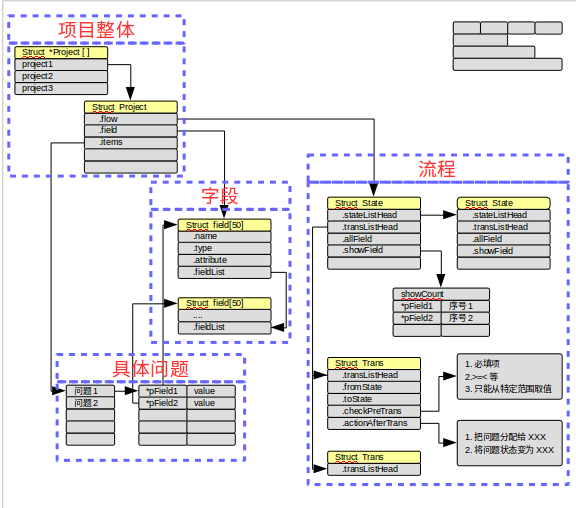 项目整体
Struct *Project [ ]
project1
project2
project3
Struct Project
.flow
.field
.items
字段
Struct field[50]
.name
.type
.attribute
.fieldList
Struct field[50]
....
.fieldList
具体问题
问题 1
问题 2
*pField1 value
*pField2 value
流程
Struct State
.stateListHead
.translistHead
.allField
.showField
Struct State
.stateListHead
.translistHead
.allField
.showField
showCount
*pField1 序号 1
*pField2 序号 2
Struct Trans
.transListHead
.fromState
.toState
.checkPreTrans
.actionAfterTrans
1. 必填项
2.>=< 等
3. 只能从特定范围取值
1. 把问题分配给 XXX
2. 将问题状态变为 XXX
Struct Trans
.transListHead